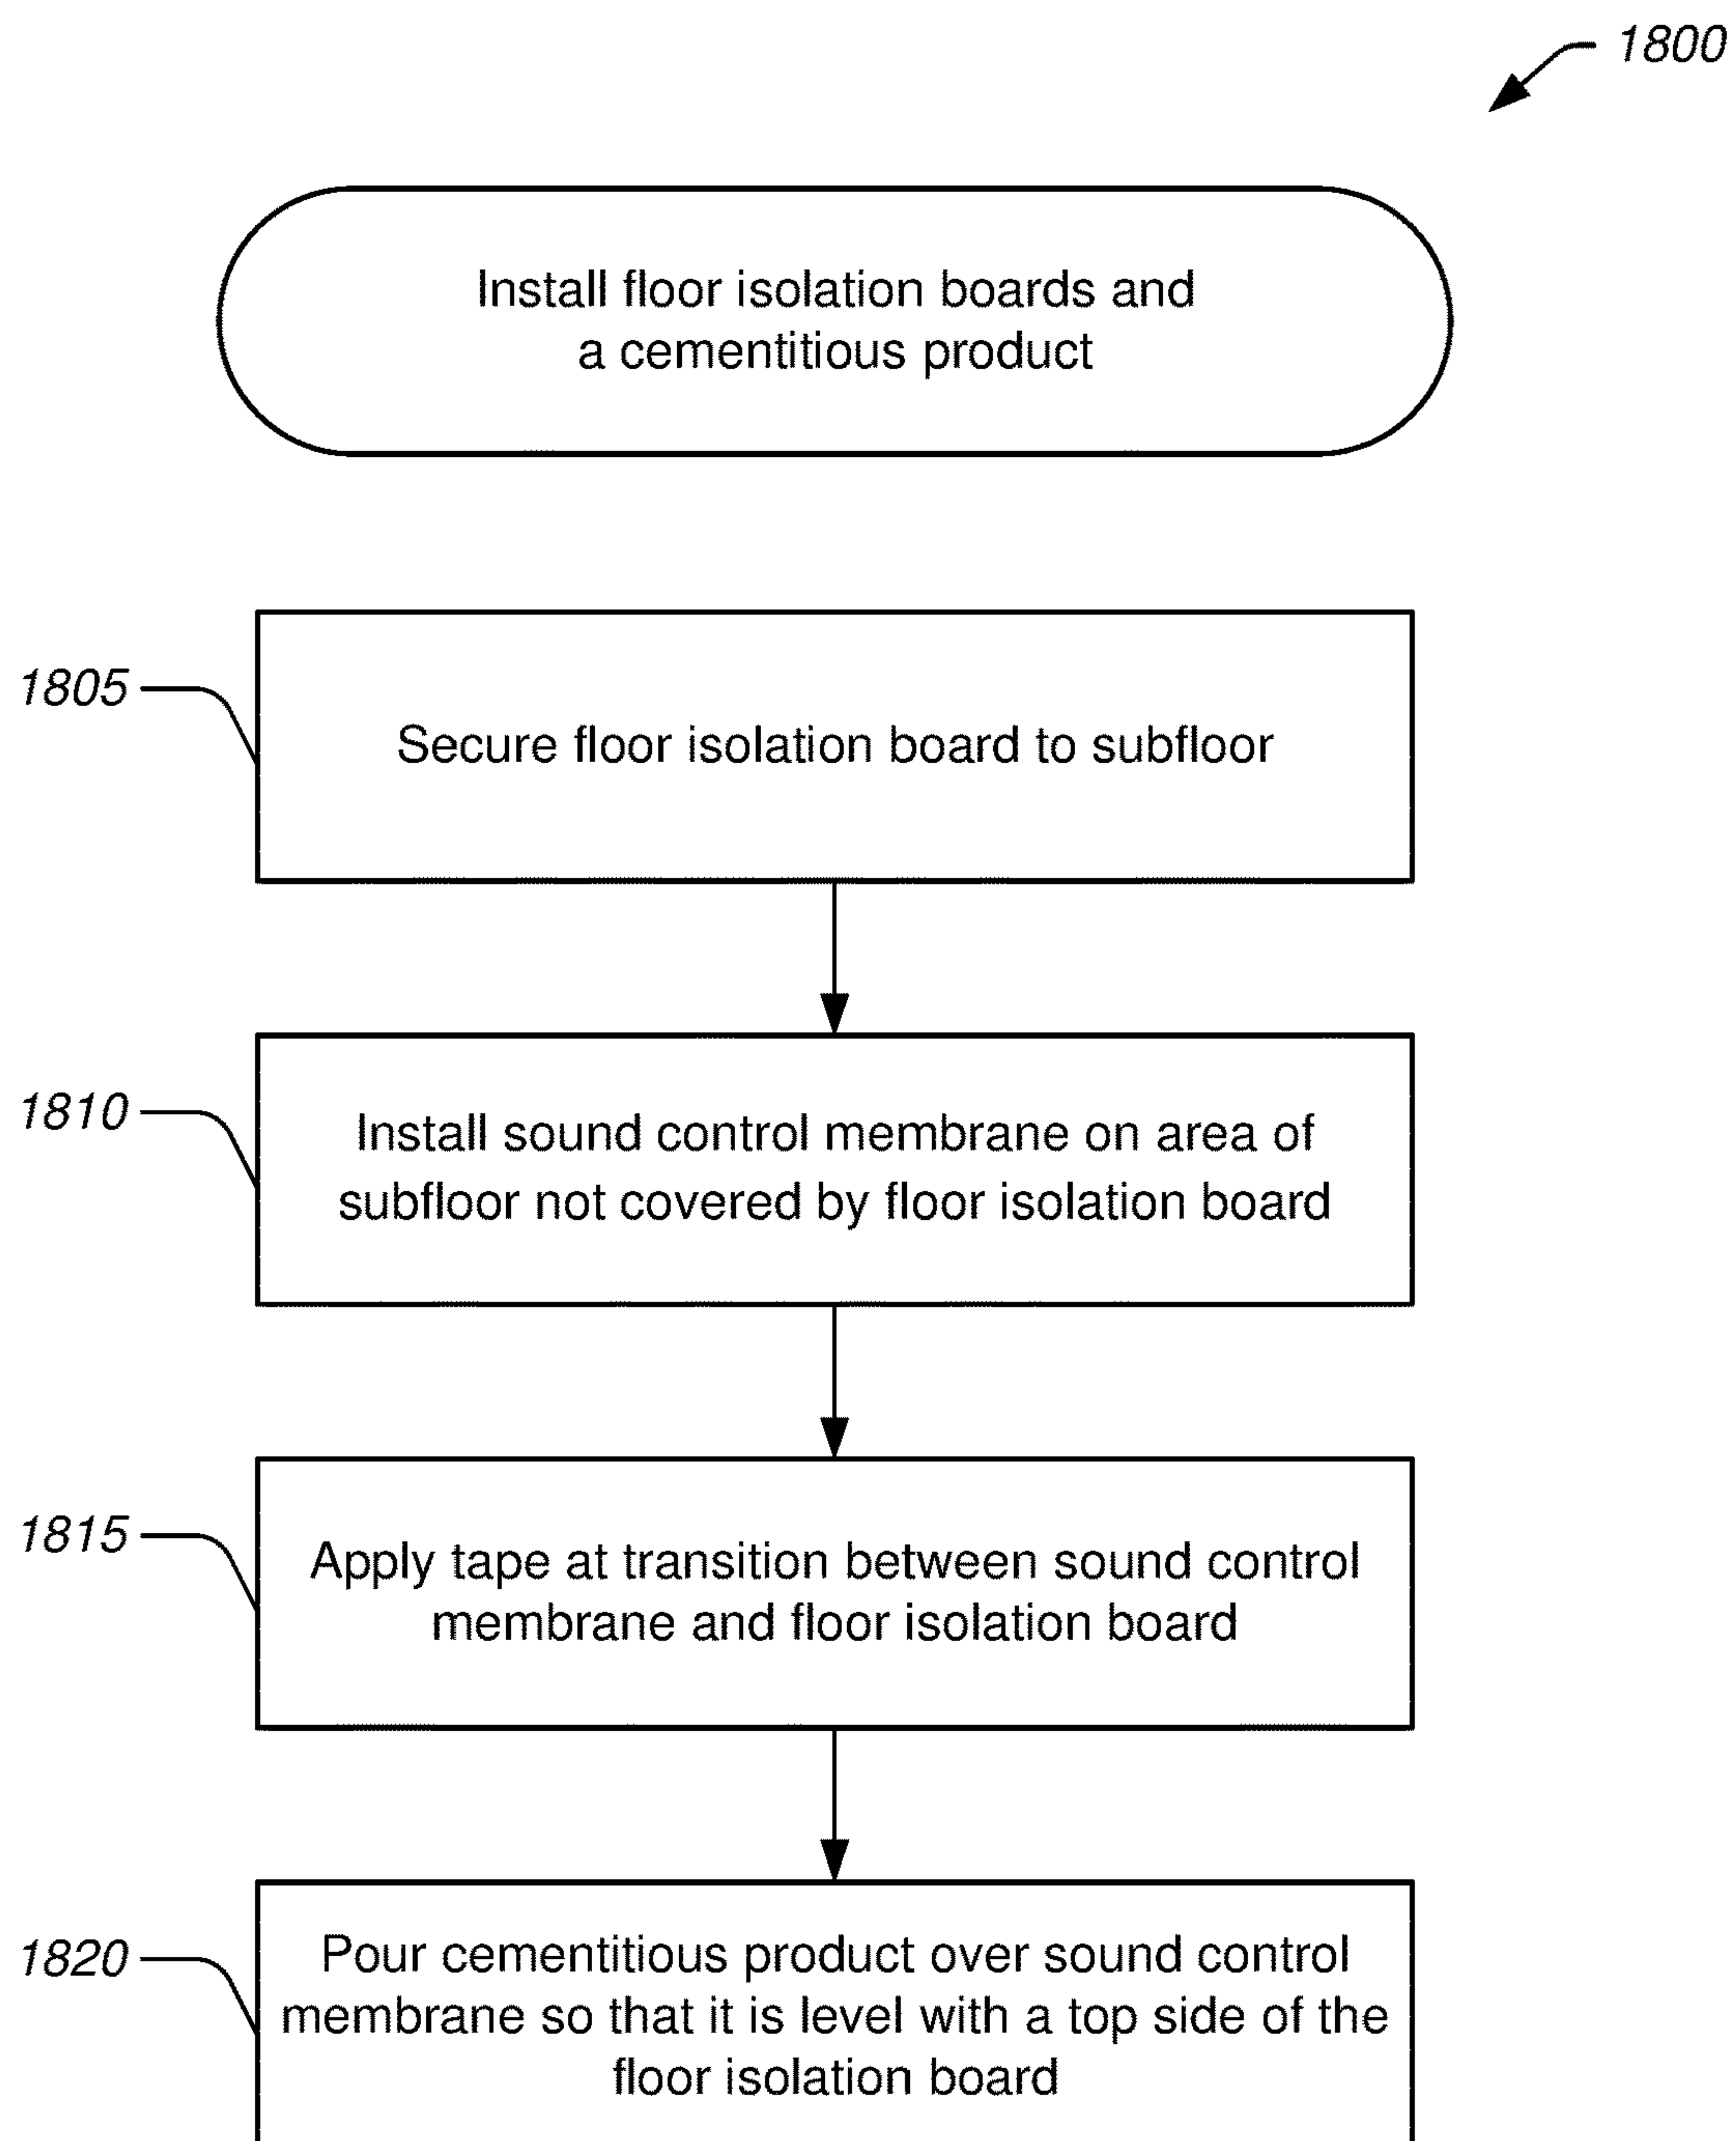 1800
Install floor isolation boards and
a cementitious product
1805
Secure floor isolation board to subfloor
1810
Install sound control membrane on area of
subfloor not covered by floor isolation board
1815
Apply tape at transition between sound control
membrane and floor isolation board
1820
Pour cementitious product over sound control
membrane so that it is level with a top side of the
floor isolation board